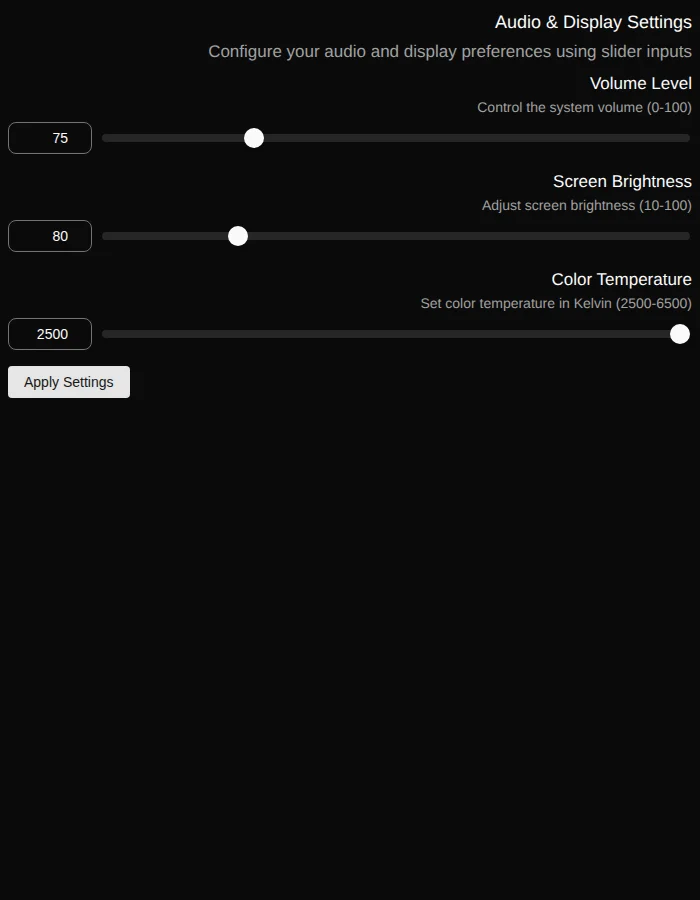 Audio & Display Settings
Configure your audio and display preferences using slider inputs
Volume Level
Control the system volume (0-100)
75
Screen Brightness
Adjust screen brightness (10-100)
80
Color Temperature
Set color temperature in Kelvin (2500-6500)
2500
Apply Settings